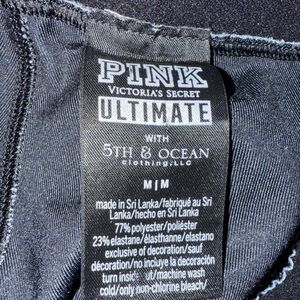 PINK
VICTORIA'S SECRET
ULTIMATE
WITH
5TH & OCEAN
clothing, LLC
M | M
made in Sri Lanka/fabriqué au Sri
Lanka/hecho en Sri Lanka
77% polyester/poliéster
23% elastane/élasthanne/elastano
exclusive of decoration/sauf
décoration/no incluye la decoración
turn inside out/machine wash
cold/only non-chlorine bleach/